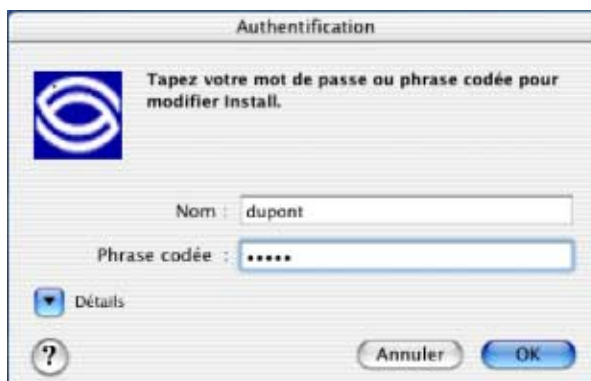 Authentification
Tapez votre mot de passe ou phrase codée pour
modifier Install.
Nom : dupont
Phrase codée : •••••
Détails
?
Annuler
OK